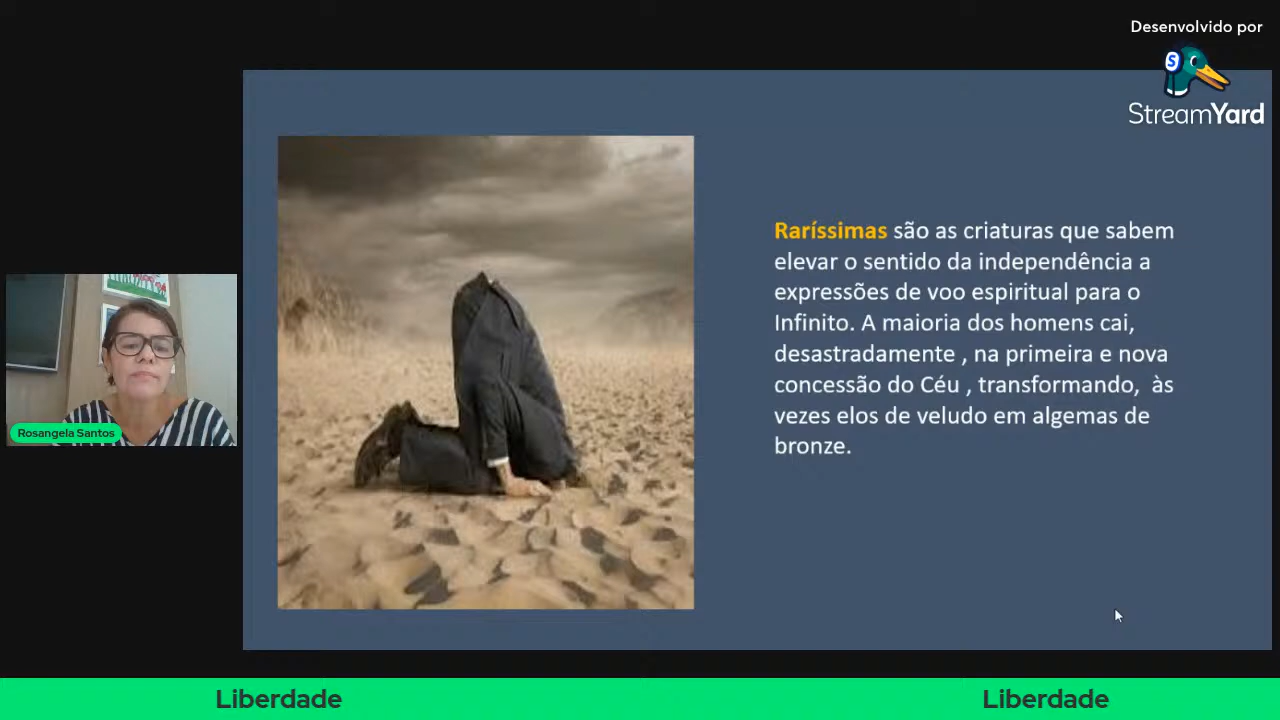 Desenvolvido por
StreamYard
Raríssimas são as criaturas que sabem
elevar o sentido da independência a
expressões de voo espiritual para o
Infinito. A maioria dos homens cai,
desastradamente , na primeira e nova
concessão do Céu , transformando,  às
vezes elos de veludo em algemas de
bronze.
Rosangela Santos
Liberdade
Liberdade